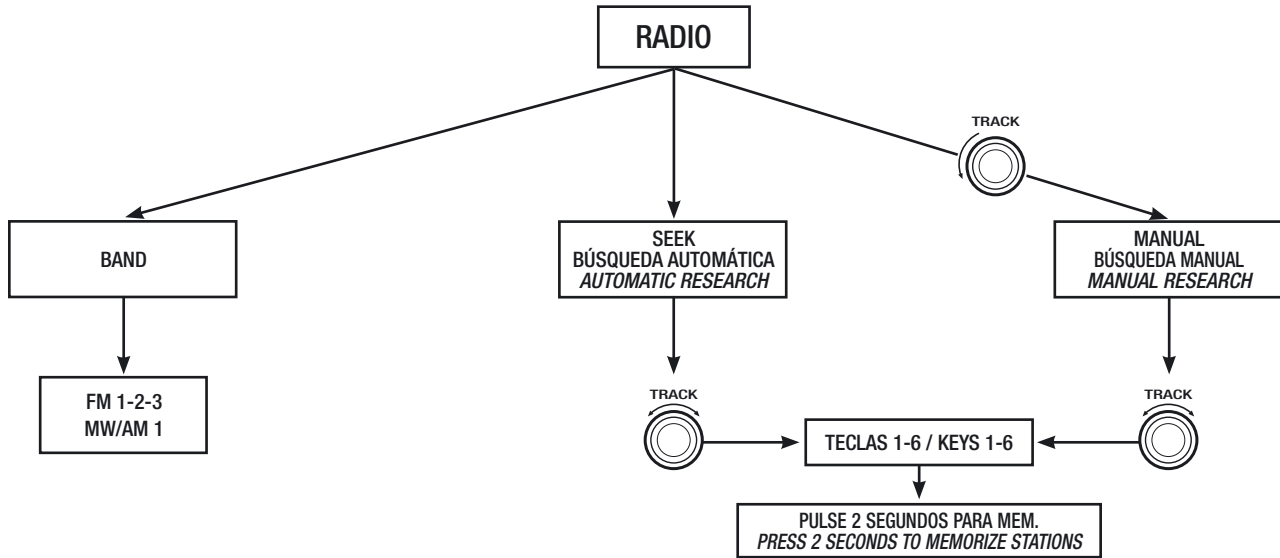 RADIO
TRACK
BAND
SEEK
BÚSQUEDA AUTOMÁTICA
AUTOMATIC RESEARCH
MANUAL
BÚSQUEDA MANUAL
MANUAL RESEARCH
FM 1-2-3
MW/AM 1
TRACK
TRACK
TECLAS 1-6 / KEYS 1-6
PULSE 2 SEGUNDOS PARA MEM.
PRESS 2 SECONDS TO MEMORIZE STATIONS